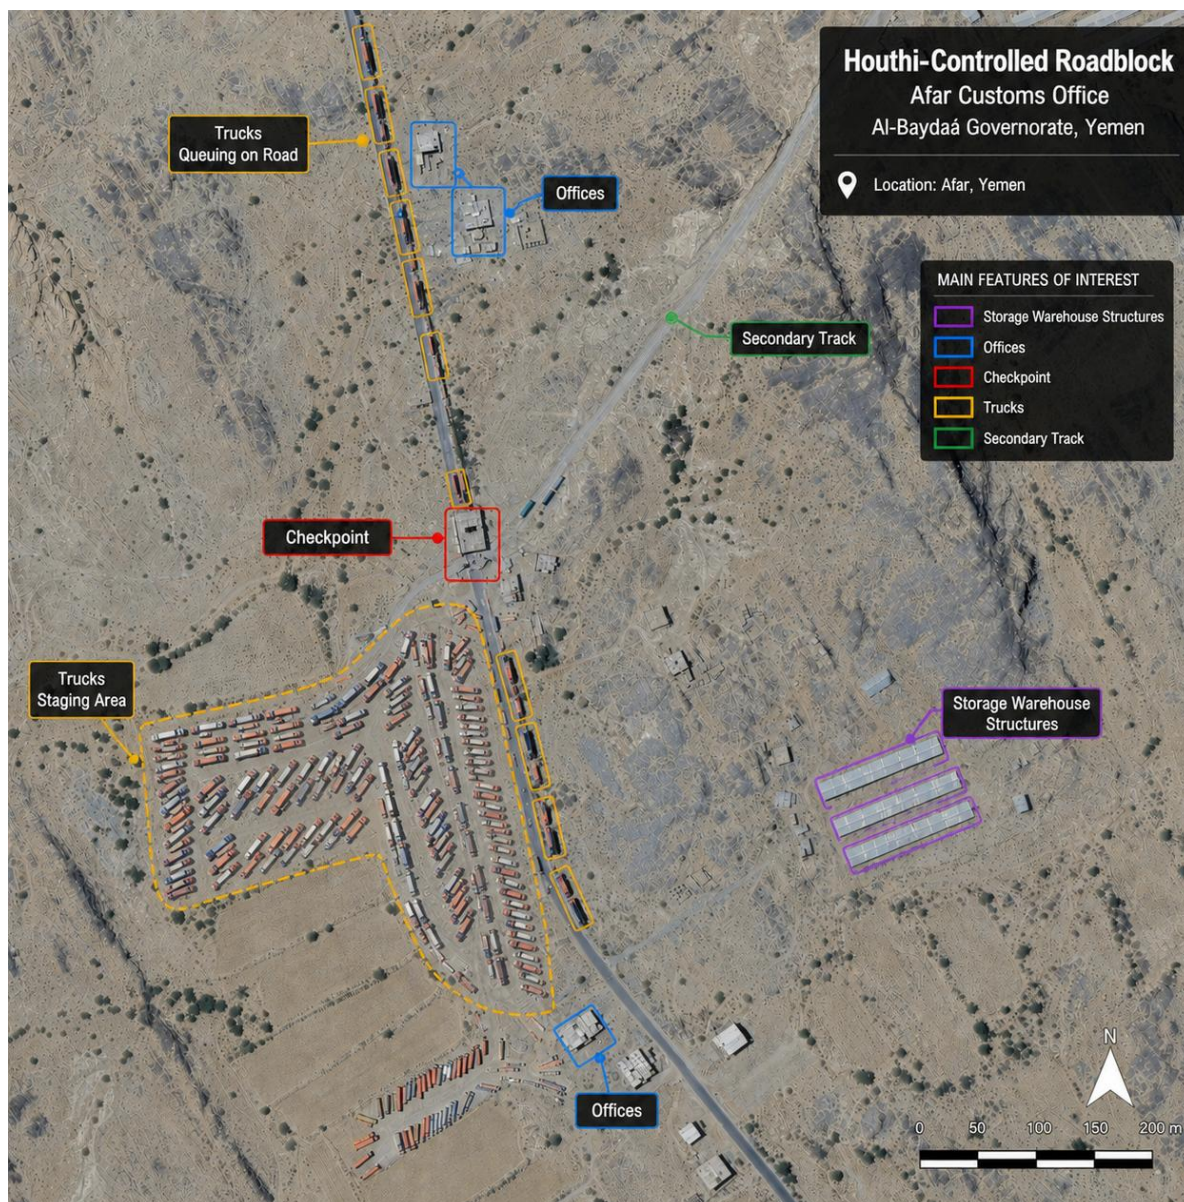 Houthi-Controlled Roadblock
Afar Customs Office
Al-Baydaá Governorate, Yemen
Location: Afar, Yemen
Trucks
Queuing on Road
Offices
MAIN FEATURES OF INTEREST
Storage Warehouse Structures
Offices
Checkpoint
Trucks
Secondary Track
Secondary Track
Checkpoint
Trucks
Staging Area
Storage Warehouse
Structures
Offices
N
0 50 100 150 200 m